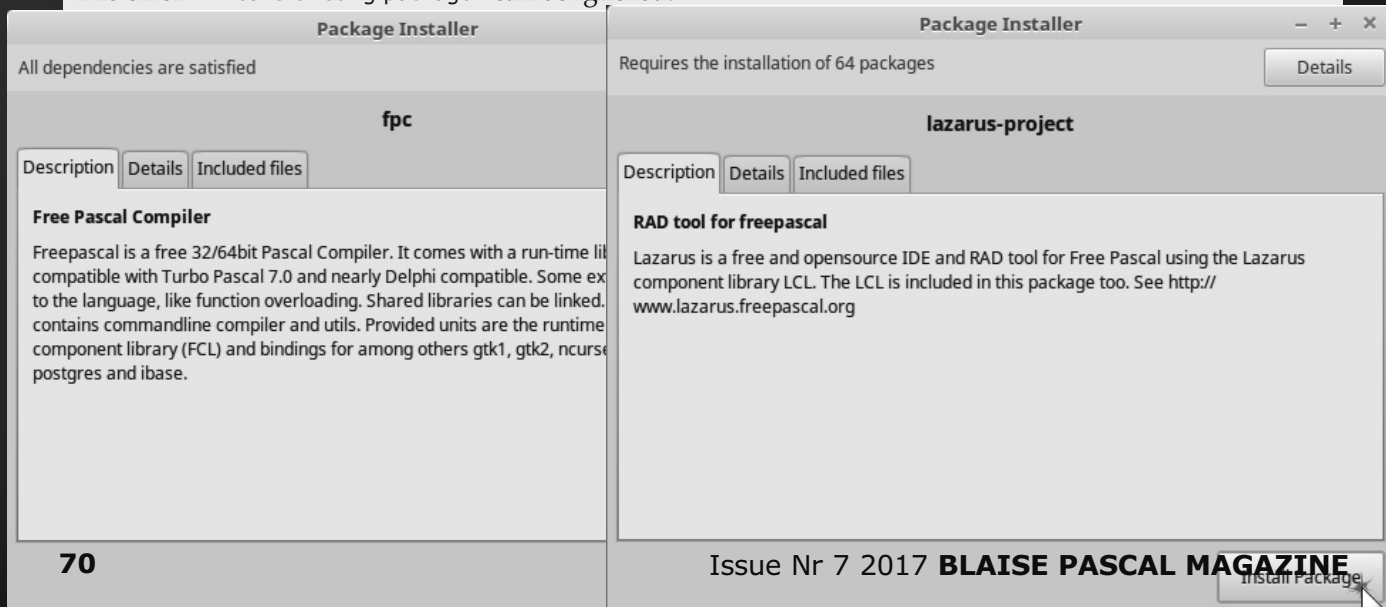 Package Installer
All dependencies are satisfied
fpc
Description Details Included files
Free Pascal Compiler
Freepascal is a free 32/64bit Pascal Compiler. It comes with a run-time
compatible with Turbo Pascal 7.0 and nearly Delphi compatible. Some
to the language, like function overloading. Shared libraries can be linked.
contains commandline compiler and utils. Provided units are the runtime
component library (FCL) and bindings for among others gtk1, gtk2,
postgres and ibase.
Package Installer
Requires the installation of 64 packages
Details
lazarus-project
Description Details Included files
RAD tool for freepascal
Lazarus is a free and opensource IDE and RAD tool for Free Pascal using the Lazarus
component library LCL. The LCL is included in this package too. See http://
www.lazarus.freepascal.org
Install Package
70
Issue Nr 7 2017 BLAISE PASCAL MAGAZINE